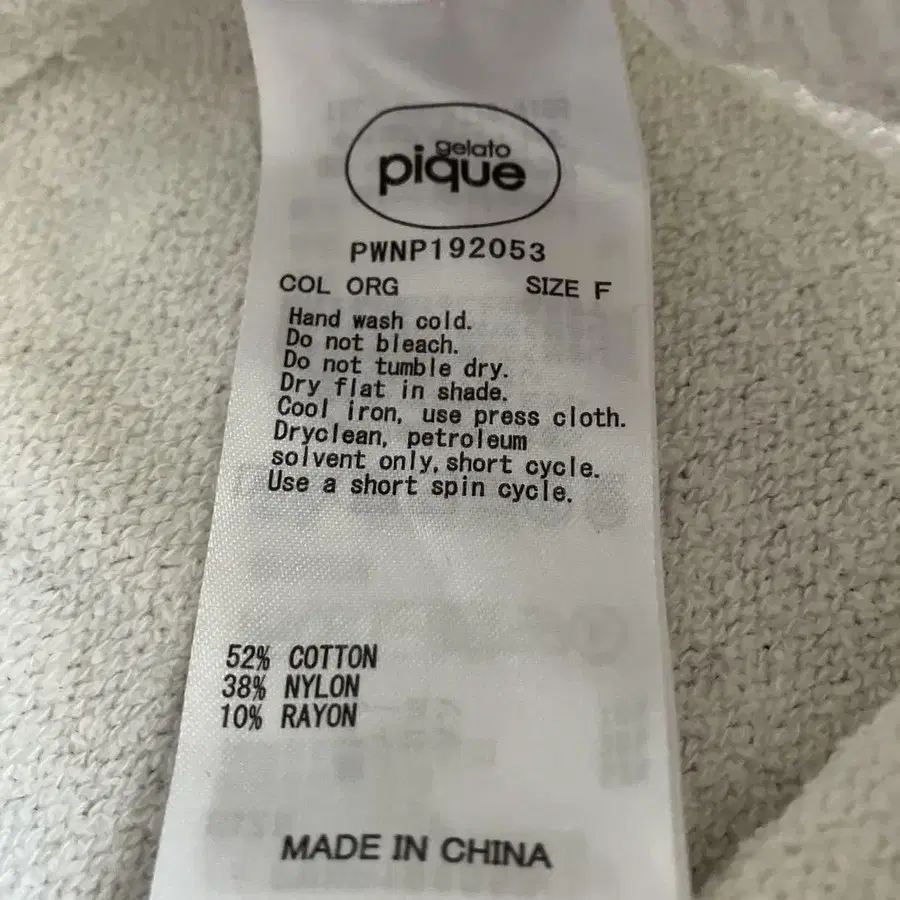 gelato
pique
PWNP192053
COL ORG SIZE F
Hand wash cold.
Do not bleach.
Do not tumble dry.
Dry flat in shade.
Cool iron, use press cloth.
Dryclean, petroleum
solvent only, short cycle.
Use a short spin cycle.
52% COTTON
38% NYLON
10% RAYON
MADE IN CHINA